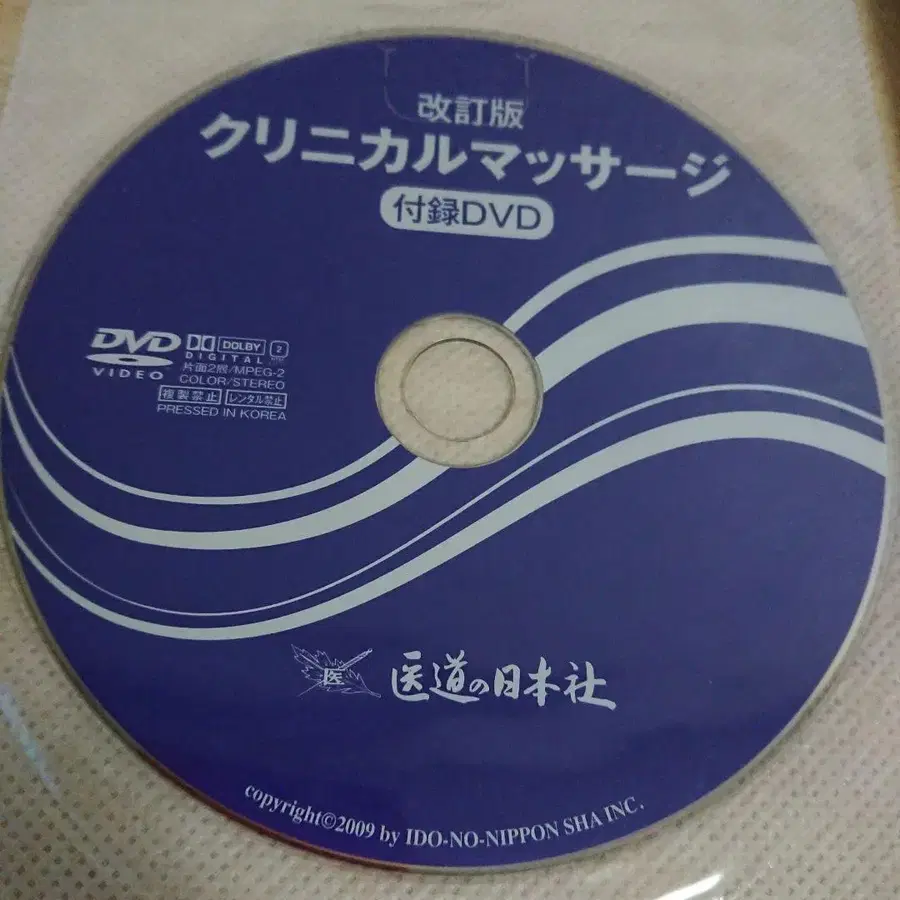 改訂版
クリニカルマッサージ
付録DVD
DVD
VIDEO
DOLBY
DIGITAL
2
片面2層/MPEG-2
COLOR/STEREO
複製禁止 レンタル禁止
PRESSED IN KOREA
医
医道の日本社
copyright©2009 by IDO-NO-NIPPON SHA INC.